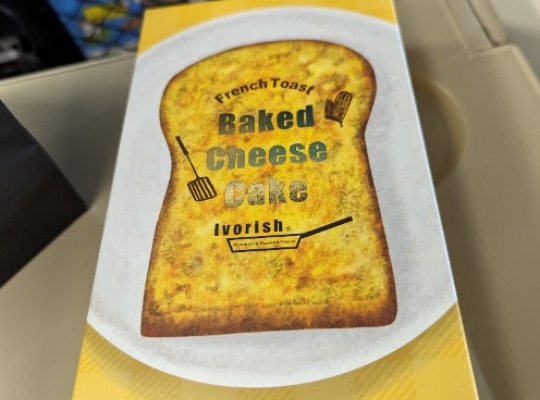 French Toast
Baked
Cheese
Cake
Ivorish